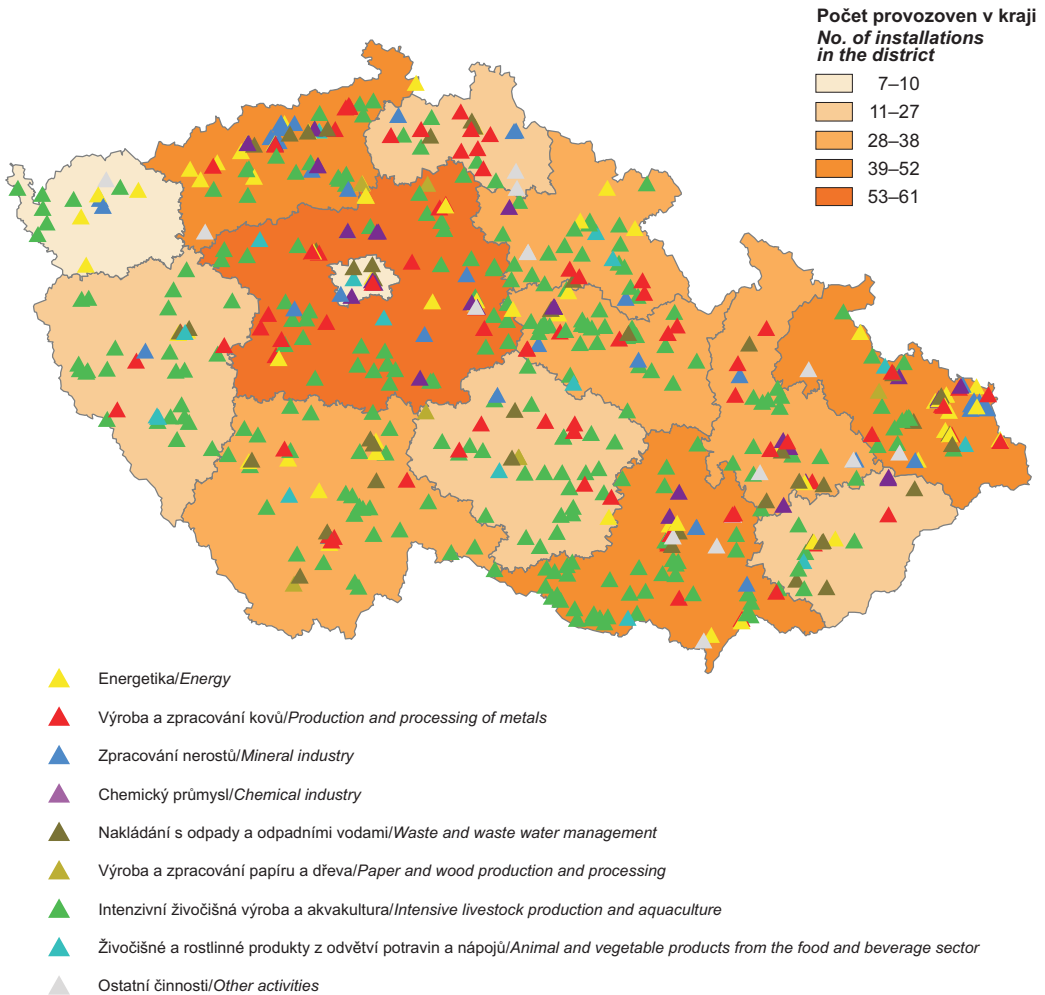 Počet provozoven v kraji
No. of installations
in the district
7–10
11–27
28–38
39–52
53–61
Energetika/Energy
Výroba a zpracování kovů/Production and processing of metals
Zpracování nerostů/Mineral industry
Chemický průmysl/Chemical industry
Nakládání s odpady a odpadními vodami/Waste and waste water management
Výroba a zpracování papíru a dřeva/Paper and wood production and processing
Intenzivní živočišná výroba a akvakultura/Intensive livestock production and aquaculture
Živočišné a rostlinné produkty z odvětví potravin a nápojů/Animal and vegetable products from the food and beverage sector
Ostatní činnosti/Other activities